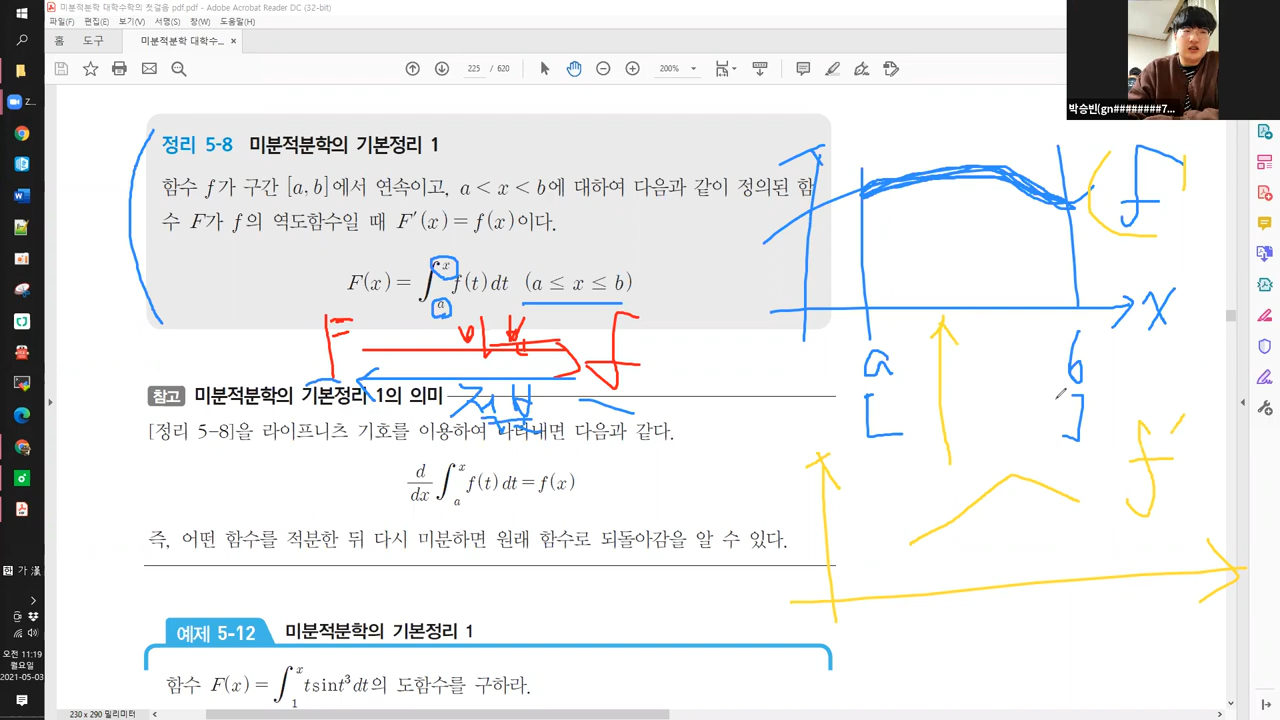 미분적분학 대학수학의 첫걸음 pdf.pdf - Adobe Acrobat Reader DC (32-bit)
파일(F) 편집(E) 보기(V) 서명(S) 창(W) 도움말(H)
홈 도구 미분적분학 대학수... ×
225 / 620 200%
박승빈(gn########7...
정리 5-8 미분적분학의 기본정리 1
함수 f가 구간 [a, b]에서 연속이고, a < x < b에 대하여 다음과 같이 정의된 함
수 F가 f의 역도함수일 때 F′(x) = f(x)이다.
F(x) = ∫ₐˣ f(t) dt (a ≤ x ≤ b)
F 미분 f
적분
f
X
a b
[ ]
f′
참고 미분적분학의 기본정리 1의 의미
[정리 5-8]을 라이프니츠 기호를 이용하여 나타내면 다음과 같다.
d/dx ∫ₐˣ f(t) dt = f(x)
즉, 어떤 함수를 적분한 뒤 다시 미분하면 원래 함수로 되돌아감을 알 수 있다.
예제 5-12 미분적분학의 기본정리 1
함수 F(x) = ∫₁ˣ t sin t³ dt의 도함수를 구하라.
Z...
한 가 漢
오전 11:19
월요일
2021-05-03
230 x 290 밀리미터